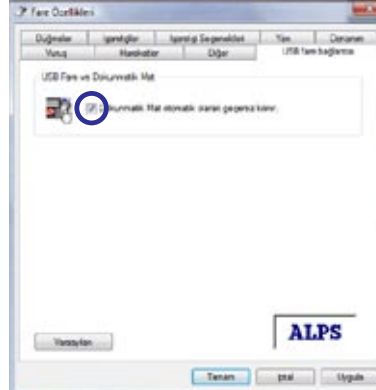 Fare Özellikleri
Düğmeler İşaretçiler İşaretçi Seçenekleri Donanım
Vuruş Hareketler Diğer USB fare bağlantısı
USB Fare ve Dokunmatik Mat
Dokunmatik Mat otomatik olarak geçersiz kılınır.
ALPS
Varsayılan
Tamam İptal Uygula